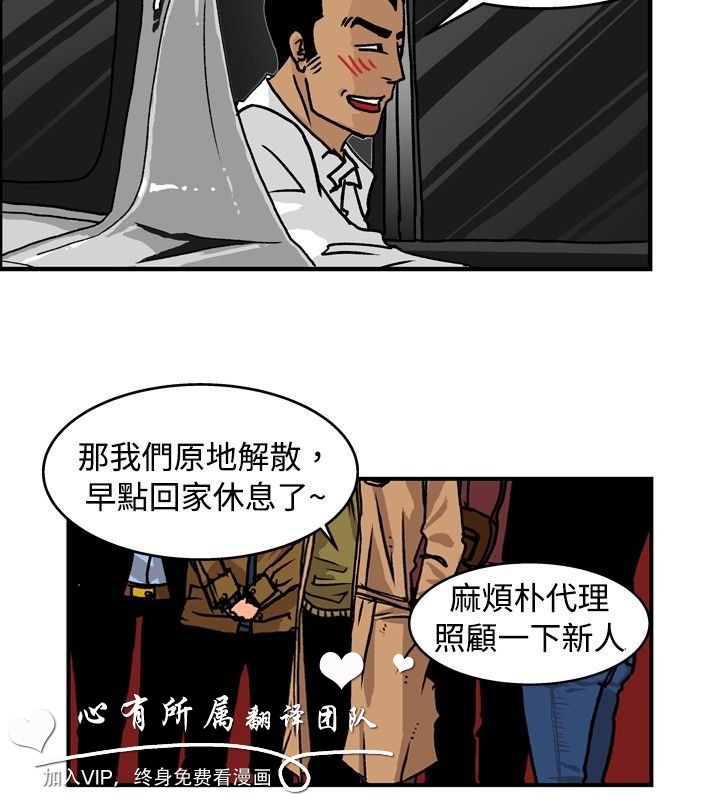 那我們原地解散，
早點回家休息了~
麻煩朴代理
照顧一下新人
心有所属翻译团队
加入VIP，终身免费看漫画